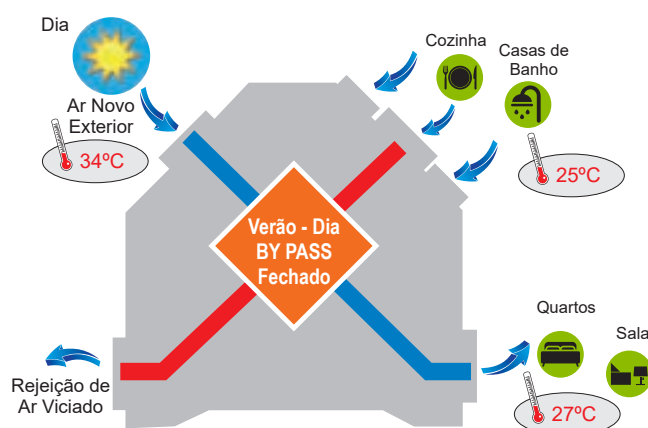 Dia
Ar Novo
Exterior
34ºC
Cozinha
Casas de
Banho
25ºC
Verão - Dia
BY PASS
Fechado
Quartos
Sala
27ºC
Rejeição de
Ar Viciado